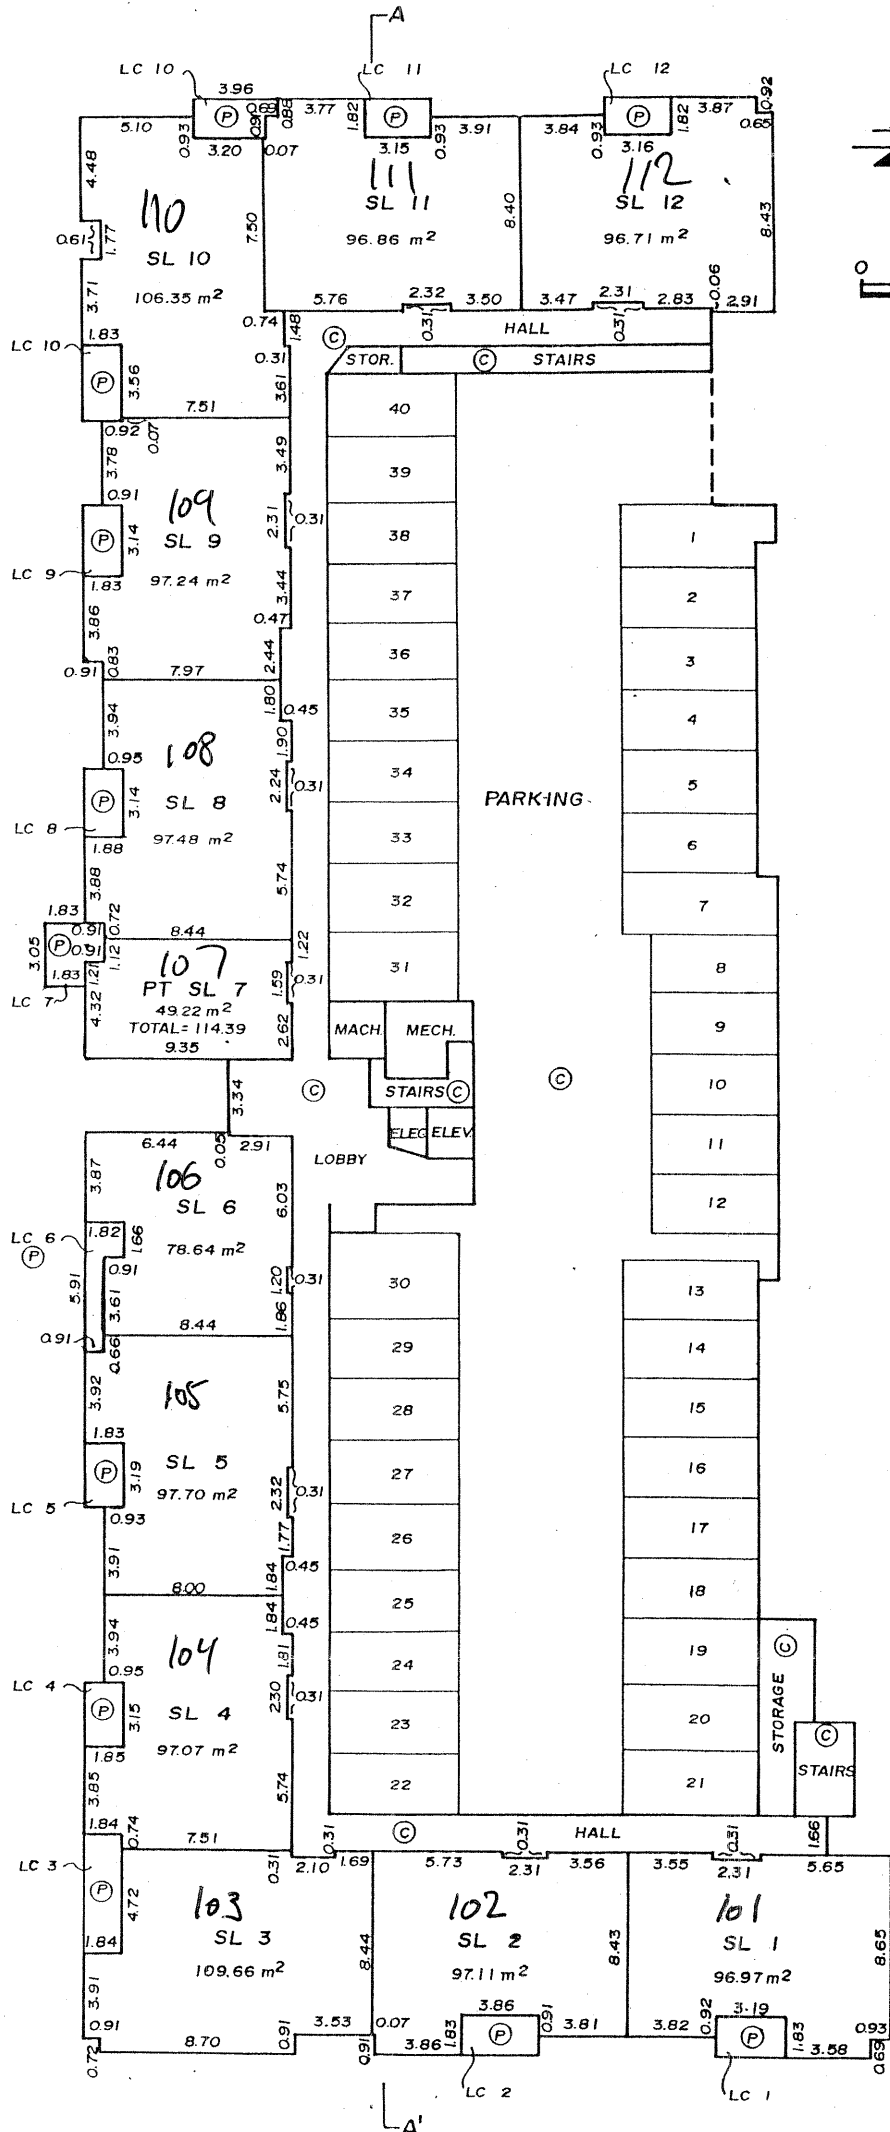 A
LC 10
3.96
LC 11
LC 12
5.10
0.93
0.69
0.90
0.88
3.77
1.82
3.91
3.84
0.93
1.82
3.87
0.92
0.65
P
P
P
3.20
0.07
3.15
0.93
3.16
4.48
110
111
112
SL 10
SL 11
SL 12
106.35 m²
96.86 m²
96.71 m²
0.61
1.77
7.50
8.40
8.43
3.71
5.76
2.32
3.50
3.47
2.31
2.83
0.06
2.91
0.31
0.31
0
0.74
1.48
HALL
C
STOR.
C
STAIRS
1.83
LC 10
P
3.56
0.31
3.61
7.51
0.92
0.07
40
39
38
37
36
35
34
33
32
31
3.78
3.49
0.91
109
SL 9
97.24 m²
P
3.14
2.31
0.31
LC 9
1.83
3.44
3.86
0.47
0.91
0.83
7.97
2.44
1.80
0.45
3.94
108
1.90
0.95
SL 8
P
3.14
2.24
0.31
LC 8
97.48 m²
1.88
3.88
5.74
PARKING
1
2
3
4
5
6
7
8
9
10
11
12
1.83
0.91
0.72
8.44
1.22
3.05
P
0.91
1.12
107
1.83
1.21
PT SL 7
1.59
0.31
LC 7
49.22 m²
TOTAL = 114.39
4.32
2.62
9.35
MACH.
MECH.
STAIRS
C
C
C
ELEC
ELEV.
LOBBY
3.34
6.44
0.05
2.91
3.87
106
SL 6
6.03
LC 6
P
1.82
1.66
78.64 m²
0.91
5.91
3.61
1.20
0.31
1.86
8.44
0.91
0.66
30
29
28
27
26
25
24
23
22
13
14
15
16
17
18
19
20
21
3.92
105
5.75
1.83
SL 5
P
3.19
97.70 m²
2.32
0.31
LC 5
0.93
1.77
3.91
1.84
0.45
8.00
1.84
0.45
3.94
104
1.81
0.95
LC 4
SL 4
P
3.15
2.30
0.31
97.07 m²
1.85
3.85
5.74
C
STORAGE
C
STAIRS
1.84
0.74
7.51
0.31
C
0.31
HALL
0.31
1.66
LC 3
0.31
2.10
1.69
5.73
2.31
3.56
3.55
2.31
5.65
P
4.72
103
102
101
SL 3
SL 2
SL 1
1.84
109.66 m²
8.44
97.11 m²
8.43
96.97 m²
8.65
3.91
0.91
0.72
8.70
0.91
3.53
0.07
0.91
3.86
1.83
3.86
P
0.91
3.81
3.82
0.92
3.19
P
1.83
3.58
0.93
0.69
LC 2
LC 1
A'